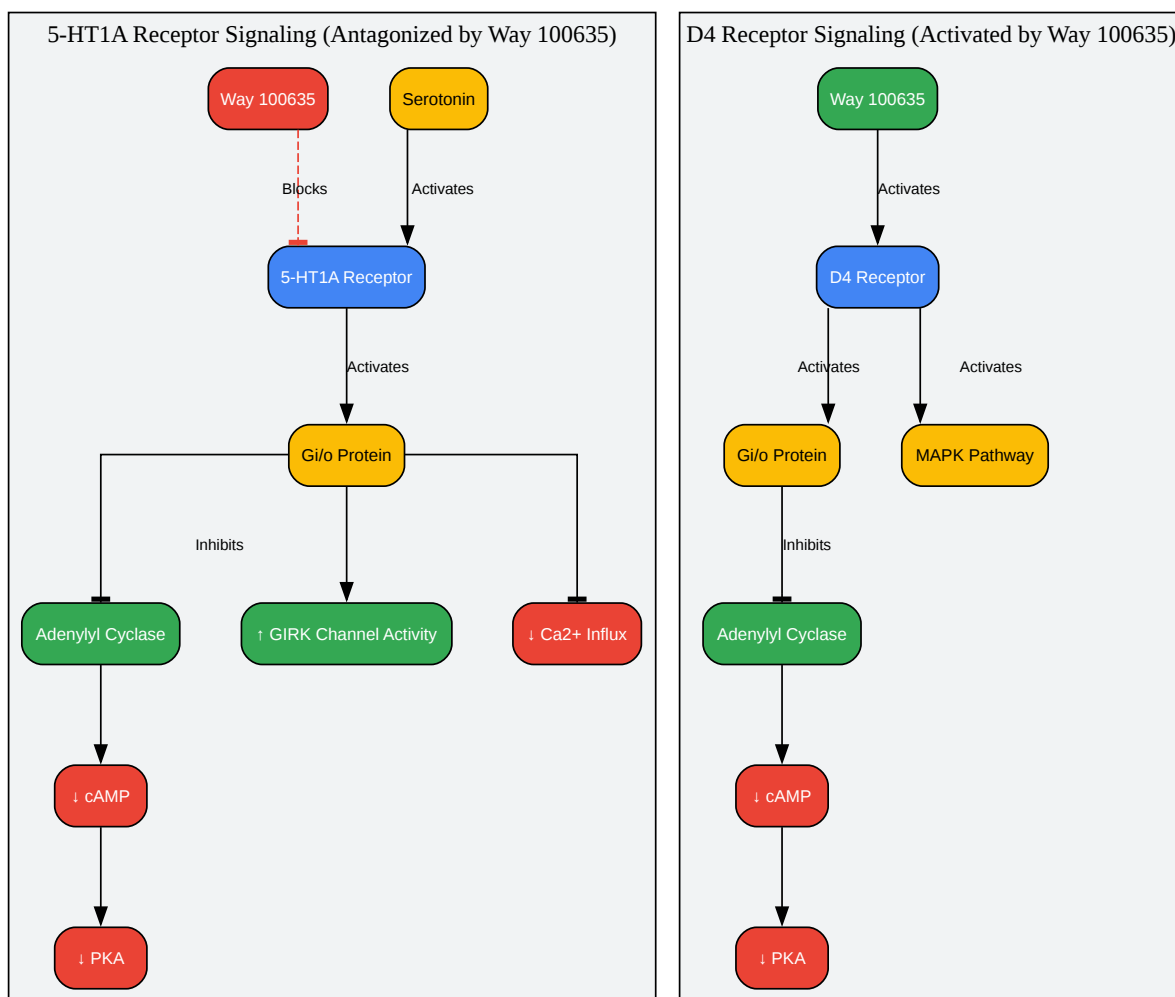 5-HT1A Receptor Signaling (Antagonized by Way 100635)
Way 100635
Serotonin
Blocks
Activates
5-HT1A Receptor
Activates
Gi/o Protein
Inhibits
Adenylyl Cyclase
↑ GIRK Channel Activity
↓ Ca2+ Influx
↓ cAMP
↓ PKA
D4 Receptor Signaling (Activated by Way 100635)
Way 100635
Activates
D4 Receptor
Activates
Activates
Gi/o Protein
MAPK Pathway
Inhibits
Adenylyl Cyclase
↓ cAMP
↓ PKA